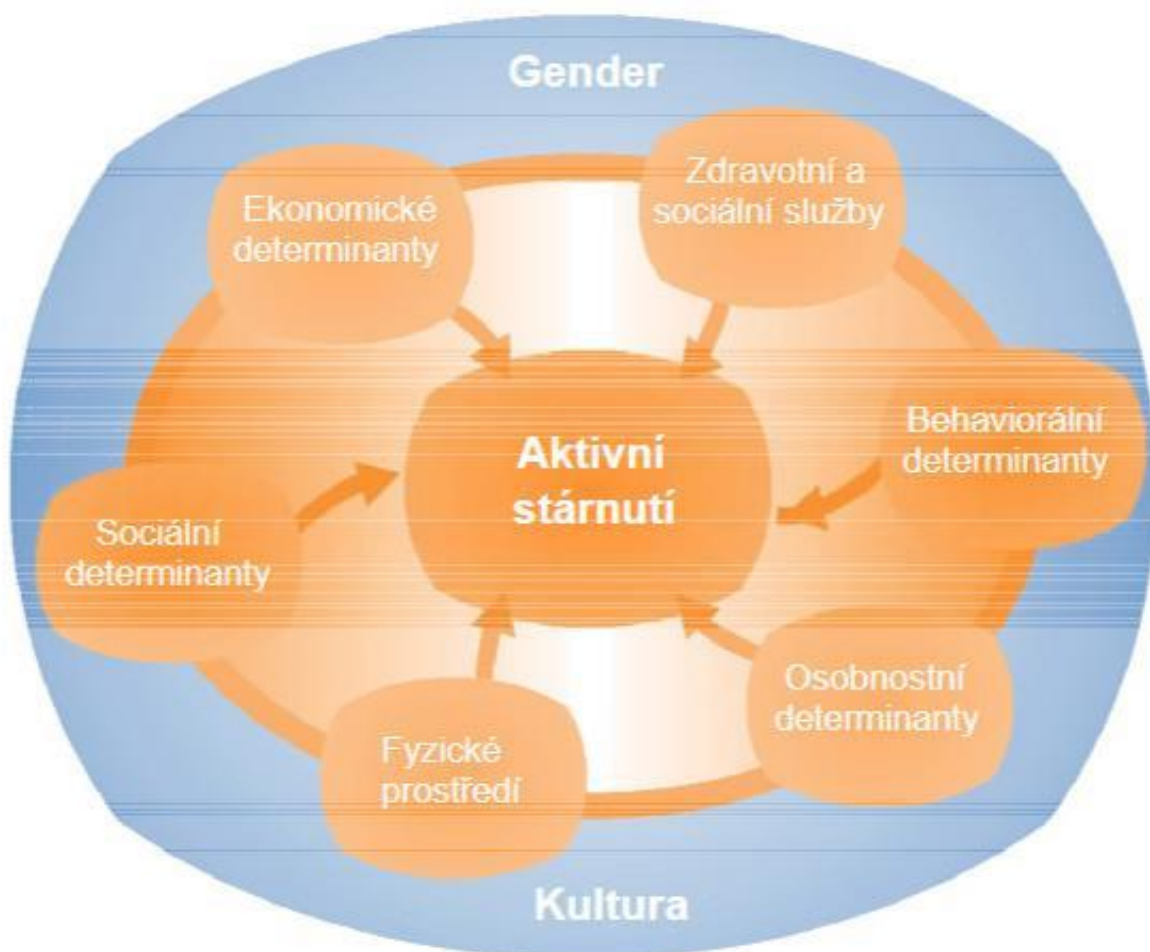 Gender
Ekonomické
determinanty
Zdravotní a
sociální služby
Behaviorální
determinanty
Aktivní
stárnutí
Sociální
determinanty
Osobnostní
determinanty
Fyzické
prostředí
Kultura